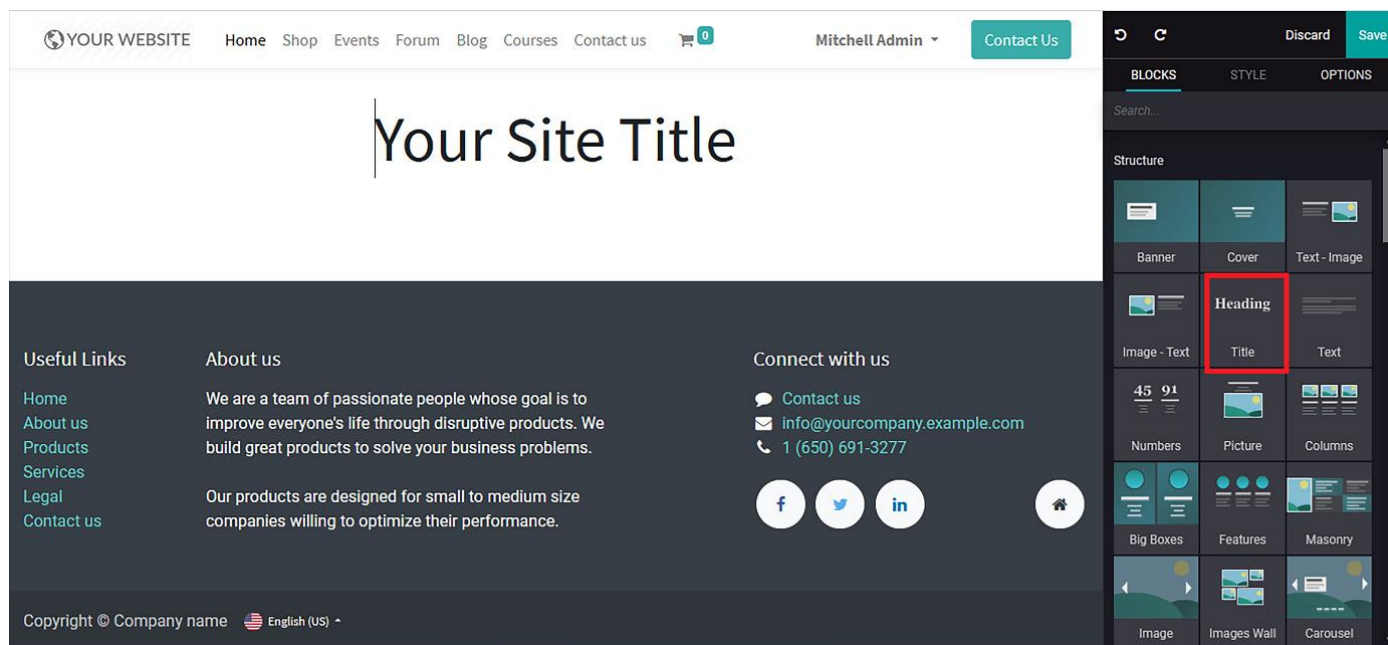 YOUR WEBSITE Home Shop Events Forum Blog Courses Contact us 0 Mitchell Admin Contact Us
Your Site Title
Useful Links
Home
About us
Products
Services
Legal
Contact us
About us
We are a team of passionate people whose goal is to
improve everyone's life through disruptive products. We
build great products to solve your business problems.
Our products are designed for small to medium size
companies willing to optimize their performance.
Connect with us
Contact us
info@yourcompany.example.com
1 (650) 691-3277
f in
Copyright © Company name English (US)
Discard Save
BLOCKS STYLE OPTIONS
Search...
Structure
Banner Cover Text - Image
Heading
Image - Text Title Text
45 91
Numbers Picture Columns
Big Boxes Features Masonry
Image Images Wall Carousel